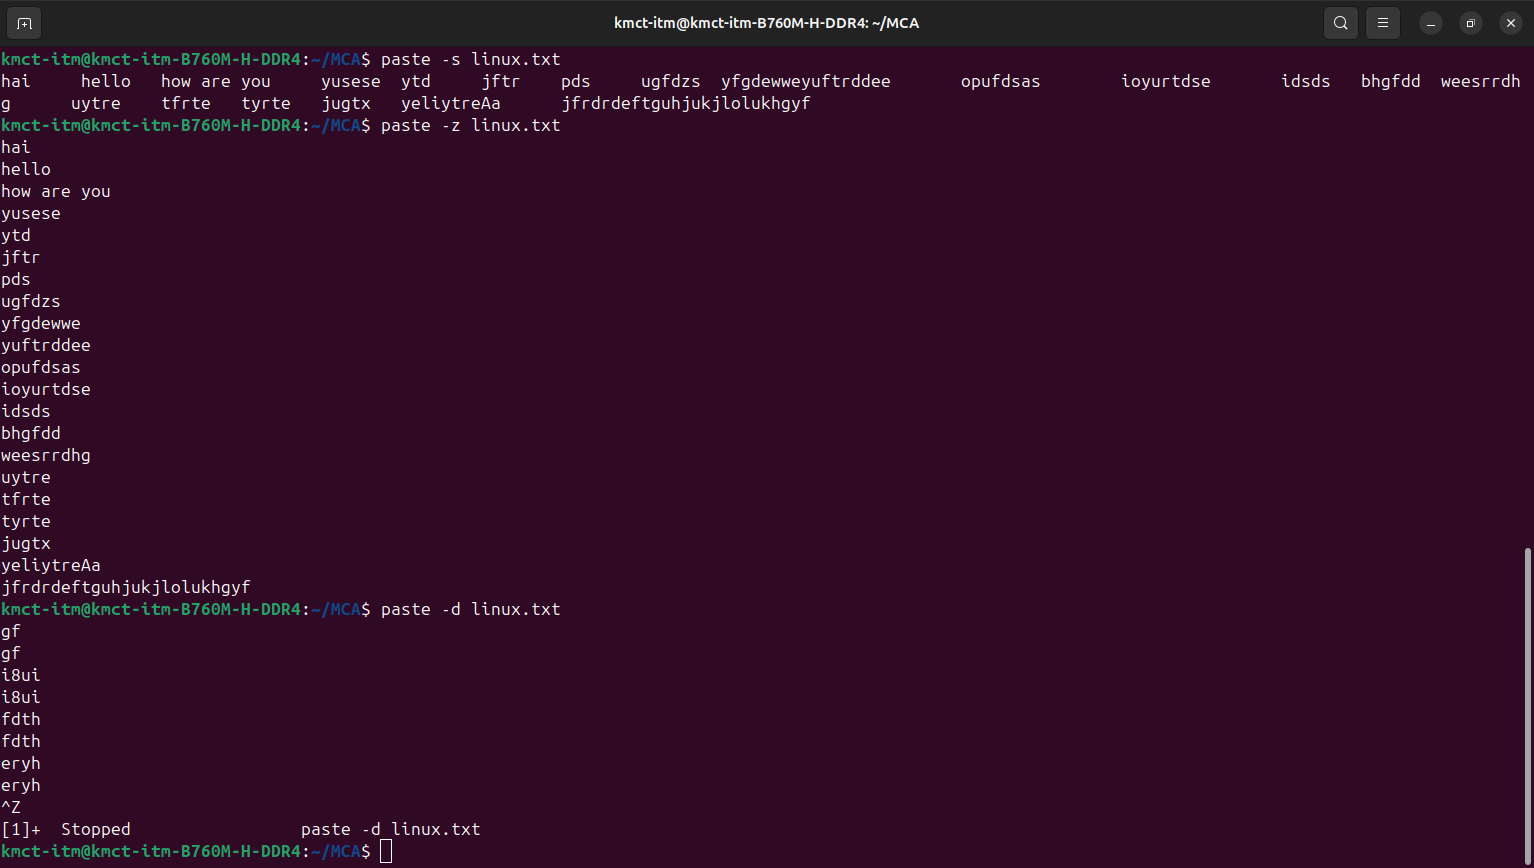 kmct-itm@kmct-itm-B760M-H-DDR4: ~/MCA
kmct-itm@kmct-itm-B760M-H-DDR4:~/MCA$ paste -s linux.txt
hai     hello   how are you     yusese  ytd     jftr    pds     ugfdzs  yfgdewweyuftrddee       opufdsas        ioyurtdse       idsds   bhgfdd  weesrrdh
g      uytre    tfrte   tyrte   jugtx   yeliytreAa      jfrdrdeftguhjukjlolukhgyf
kmct-itm@kmct-itm-B760M-H-DDR4:~/MCA$ paste -z linux.txt
hai
hello
how are you
yusese
ytd
jftr
pds
ugfdzs
yfgdewwe
yuftrddee
opufdsas
ioyurtdse
idsds
bhgfdd
weesrrdhg
uytre
tfrte
tyrte
jugtx
yeliytreAa
jfrdrdeftguhjukjlolukhgyf
kmct-itm@kmct-itm-B760M-H-DDR4:~/MCA$ paste -d linux.txt
gf
gf
i8ui
i8ui
fdth
fdth
eryh
eryh
^Z
[1]+  Stopped                 paste -d linux.txt
kmct-itm@kmct-itm-B760M-H-DDR4:~/MCA$